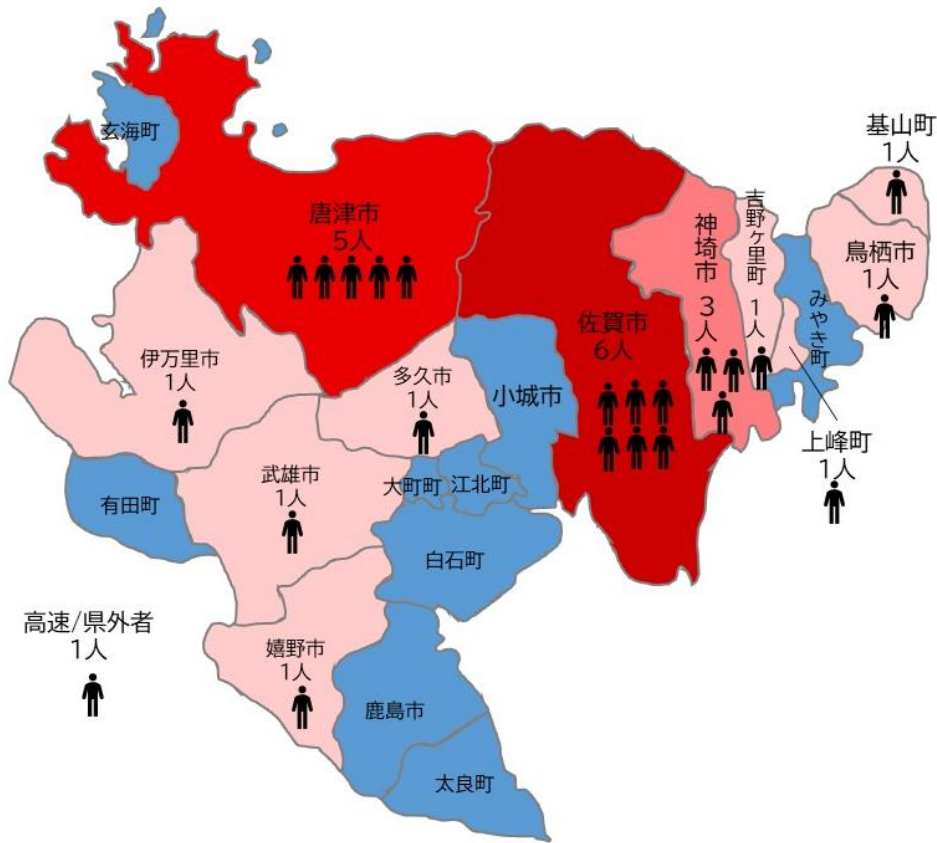 玄海町
基山町
1人
唐津市
5人
神埼市
3人
吉野ヶ里町
1人
鳥栖市
1人
みやき町
佐賀市
6人
伊万里市
1人
多久市
1人
小城市
上峰町
1人
武雄市
1人
大町町
江北町
有田町
白石町
高速/県外者
1人
嬉野市
1人
鹿島市
太良町